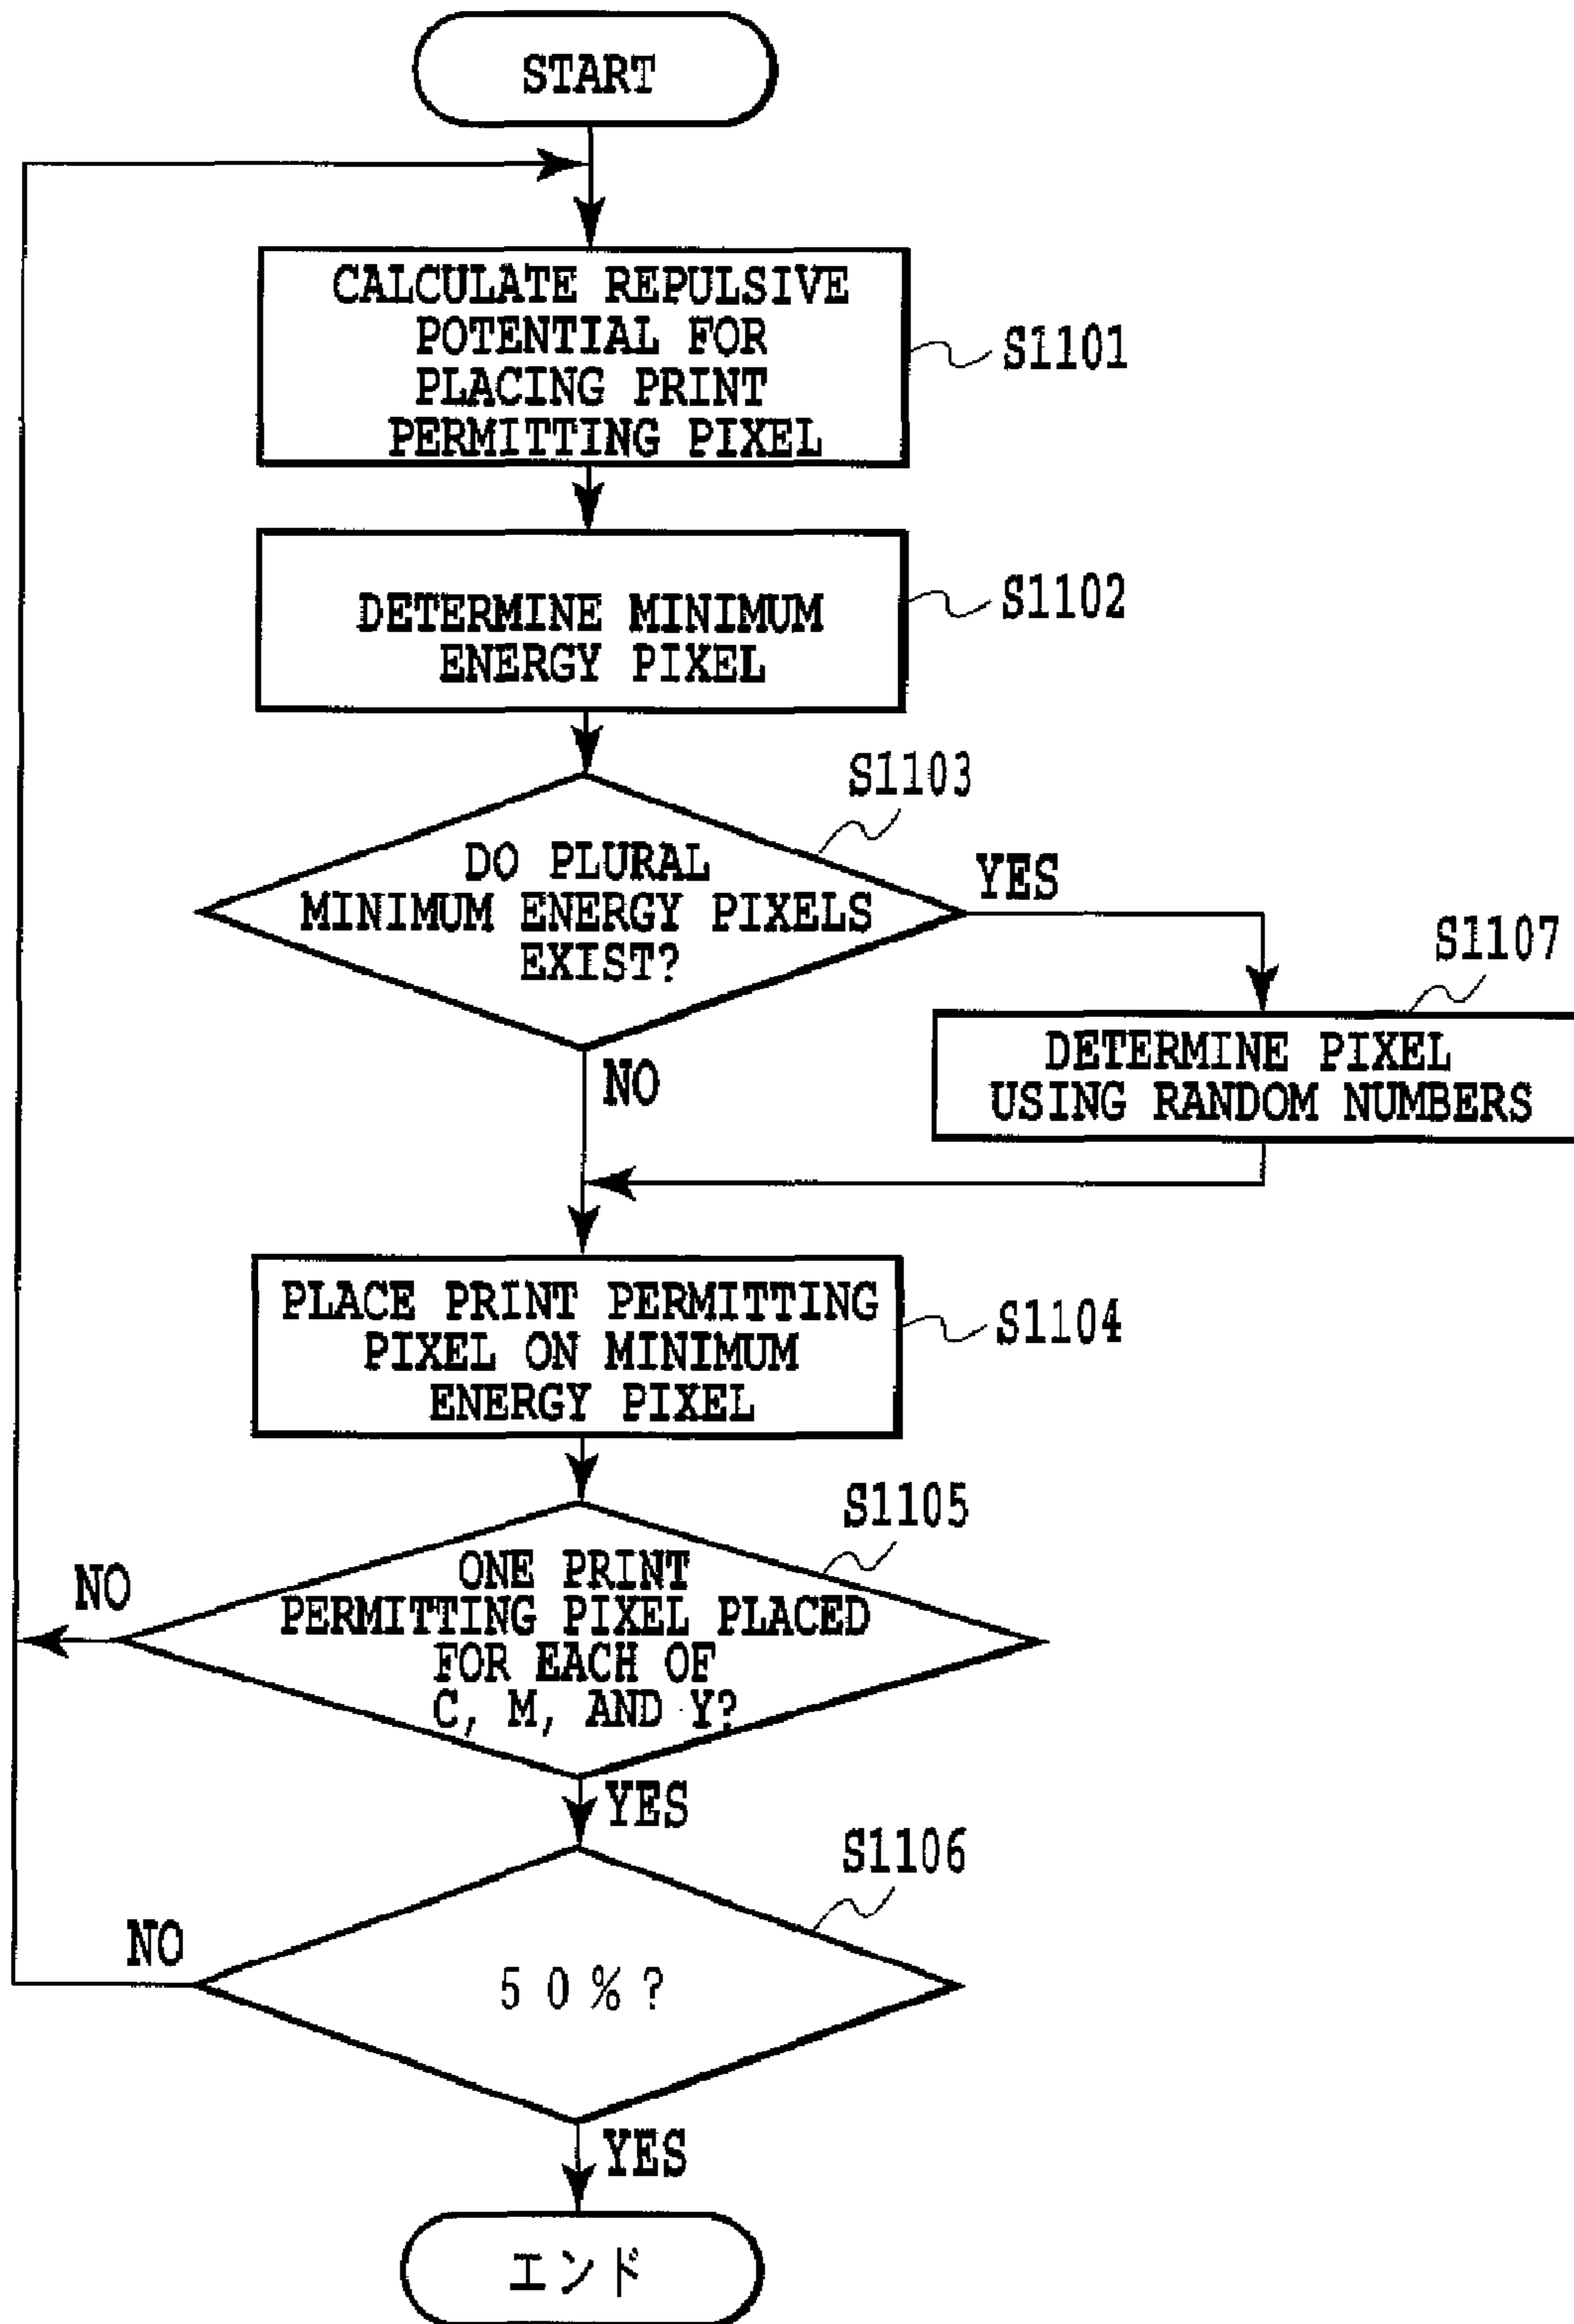 START
CALCULATE REPULSIVE
POTENTIAL FOR
PLACING PRINT
PERMITTING PIXEL
S1101
DETERMINE MINIMUM
ENERGY PIXEL
S1102
S1103
DO PLURAL
MINIMUM ENERGY PIXELS
EXIST?
YES
NO
S1107
DETERMINE PIXEL
USING RANDOM NUMBERS
PLACE PRINT PERMITTING
PIXEL ON MINIMUM
ENERGY PIXEL
S1104
S1105
ONE PRINT
PERMITTING PIXEL PLACED
FOR EACH OF
C, M, AND Y?
NO
YES
S1106
50%?
NO
YES
エンド